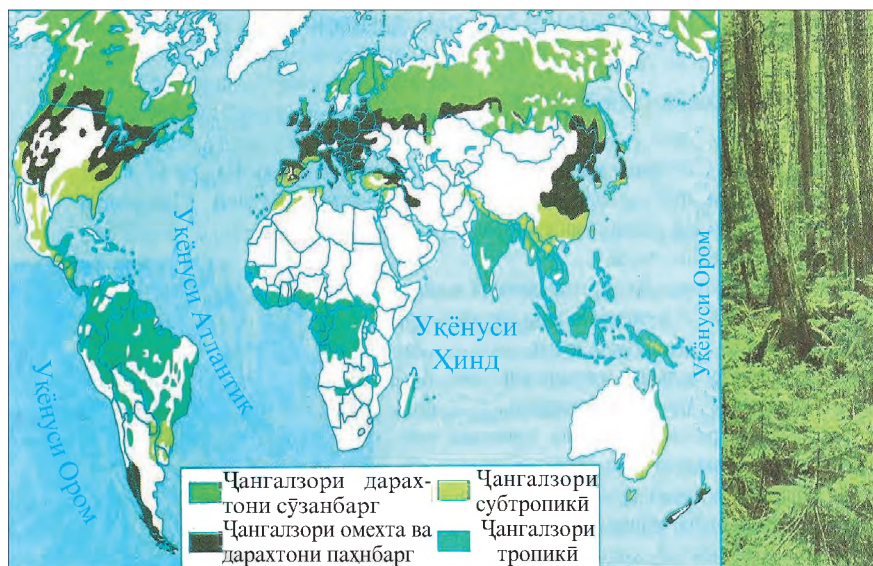 Уқёнуси Атлантик
Уқёнуси Ором
Уқёнуси
Ҳинд
Уқёнуси Ором
Ҷангалзори дарах-
тони сӯзанбарг
Ҷангалзори омехта ва
дарахтони паҳнбарг
Ҷангалзори
субтропикӣ
Ҷангалзори
тропикӣ